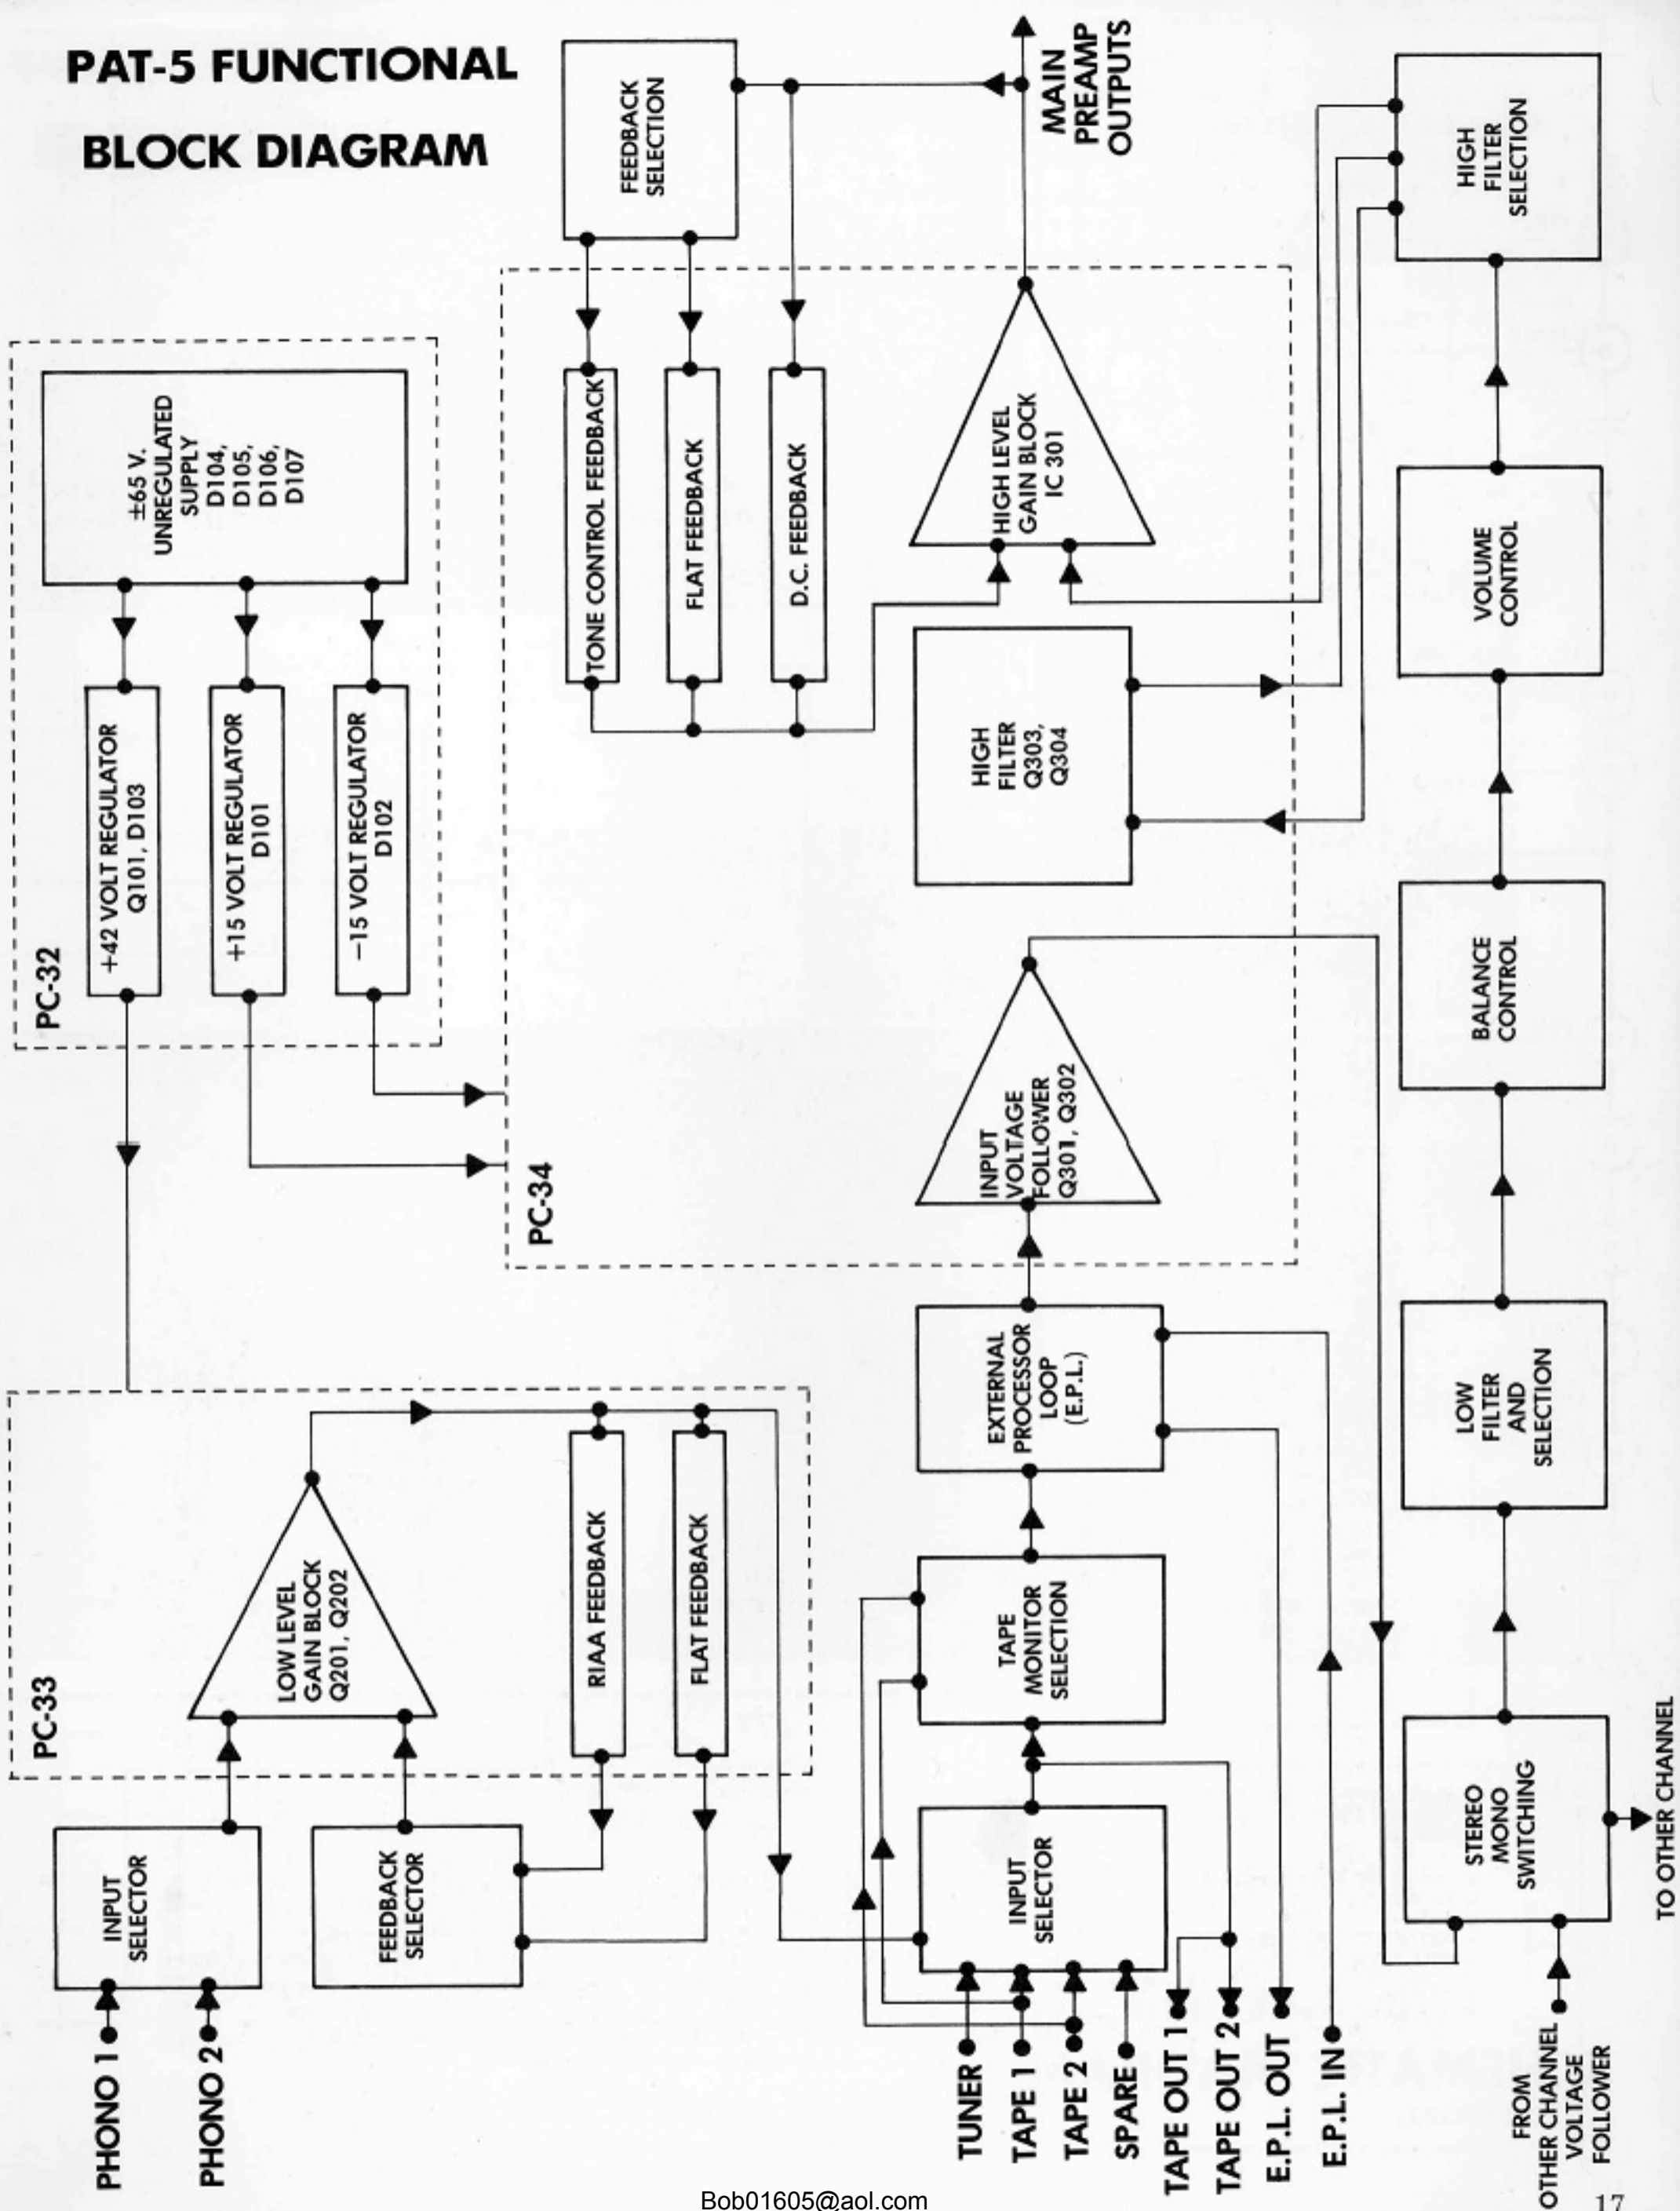 PAT-5 FUNCTIONAL
BLOCK DIAGRAM
PC-32
±65 V.
UNREGULATED
SUPPLY
D104,
D105,
D106,
D107
+42 VOLT REGULATOR
Q101, D103
+15 VOLT REGULATOR
D101
−15 VOLT REGULATOR
D102
PC-33
PHONO 1
PHONO 2
INPUT
SELECTOR
FEEDBACK
SELECTOR
LOW LEVEL
GAIN BLOCK
Q201, Q202
RIAA FEEDBACK
FLAT FEEDBACK
PC-34
FEEDBACK
SELECTION
TONE CONTROL FEEDBACK
FLAT FEEDBACK
D.C. FEEDBACK
HIGH LEVEL
GAIN BLOCK
IC 301
MAIN
PREAMP
OUTPUTS
HIGH
FILTER
Q303,
Q304
INPUT
VOLTAGE
FOLLOWER
Q301, Q302
EXTERNAL
PROCESSOR
LOOP
(E.P.L.)
TAPE
MONITOR
SELECTION
INPUT
SELECTOR
TUNER
TAPE 1
TAPE 2
SPARE
TAPE OUT 1
TAPE OUT 2
E.P.L. OUT
E.P.L. IN
FROM
OTHER CHANNEL
VOLTAGE
FOLLOWER
STEREO
MONO
SWITCHING
TO OTHER CHANNEL
LOW
FILTER
AND
SELECTION
BALANCE
CONTROL
VOLUME
CONTROL
HIGH
FILTER
SELECTION
17
Bob01605@aol.com